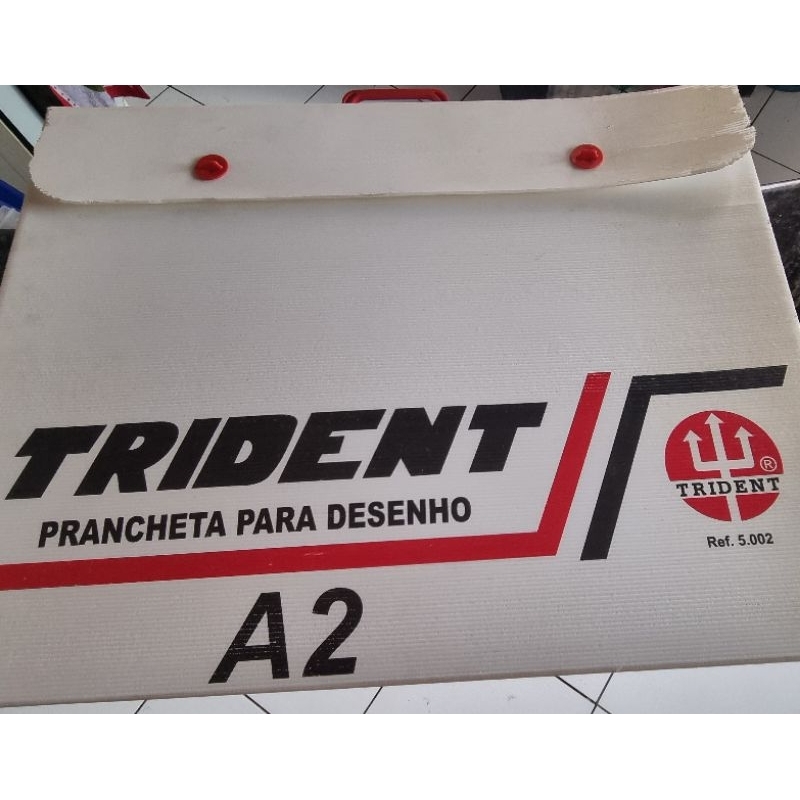 TRIDENT
PRANCHETA PARA DESENHO
A2
TRIDENT ®
Ref. 5.002